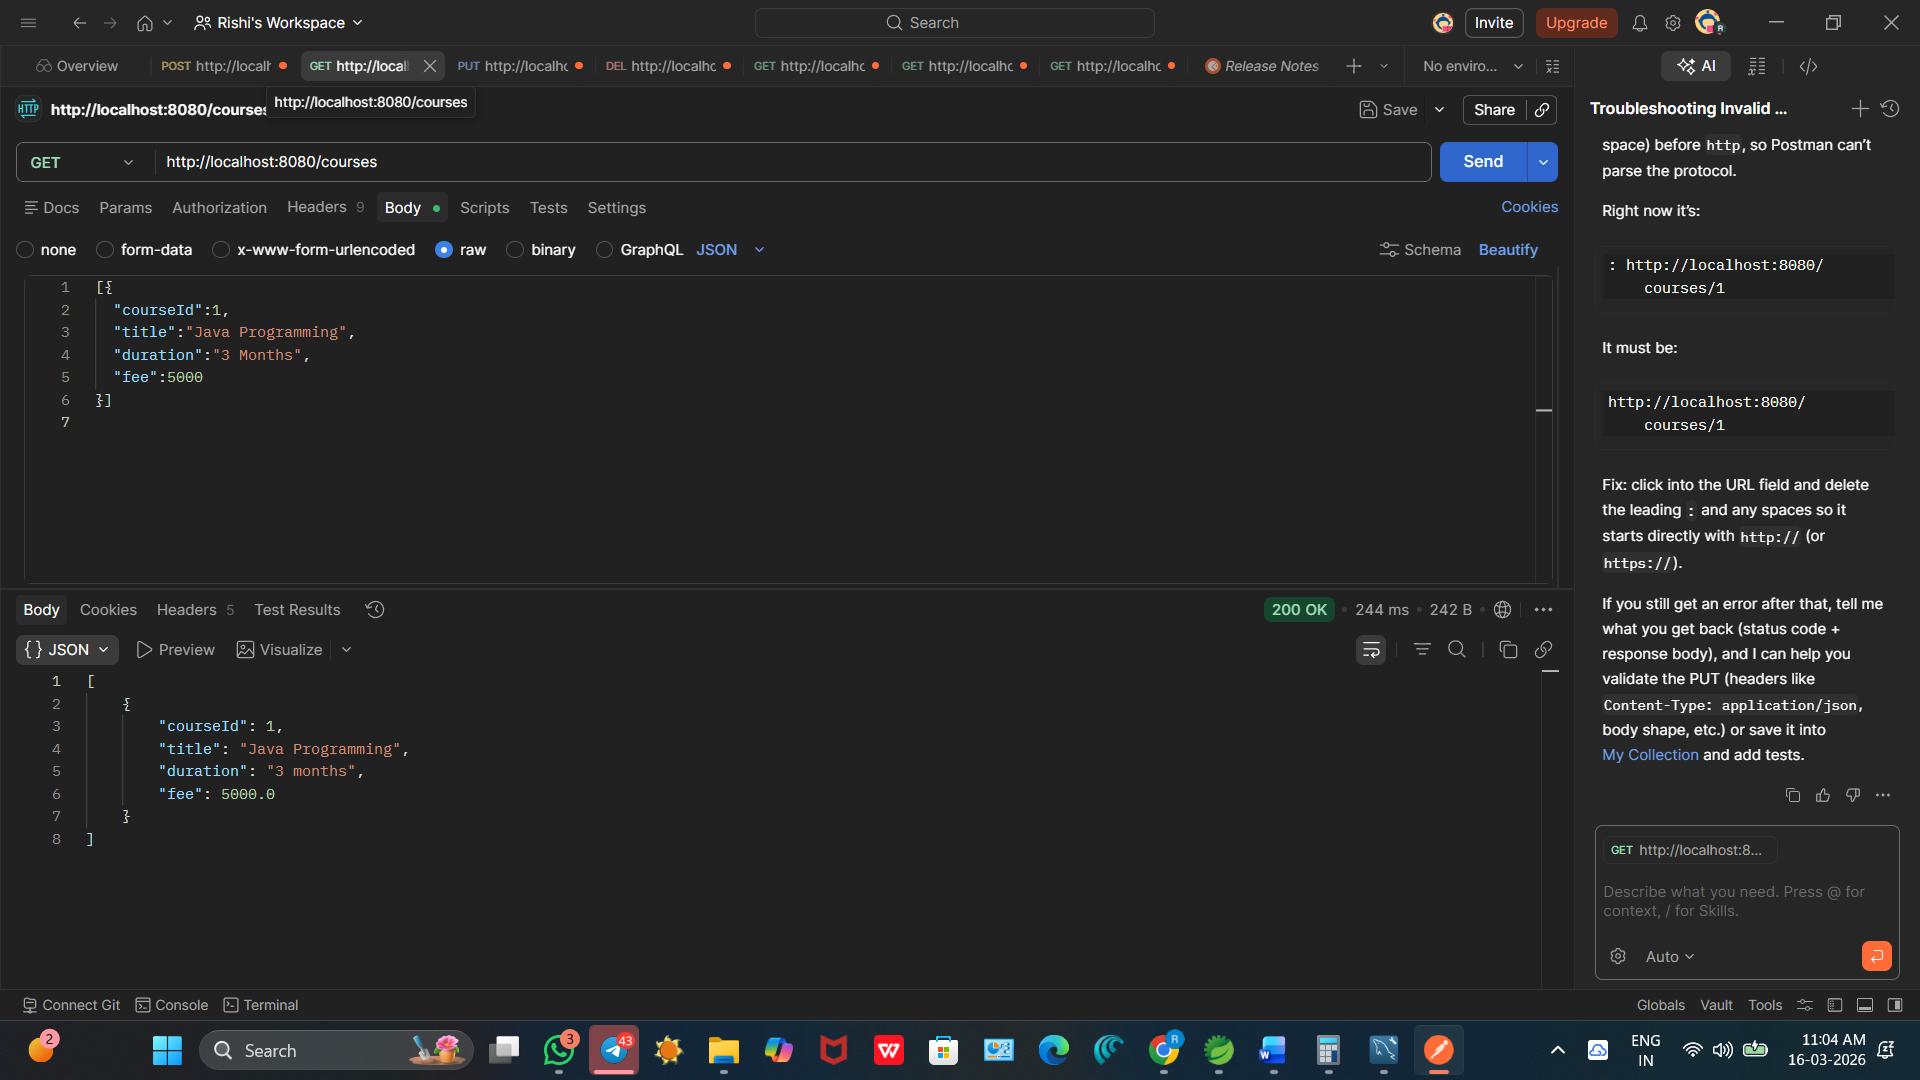 Rishi's Workspace
Search
Invite
Upgrade
Overview
POST http://localh
GET http://local
PUT http://localhc
DEL http://localhc
GET http://localhc
GET http://localhc
GET http://localhc
Release Notes
No enviro...
AI
HTTP http://localhost:8080/courses
http://localhost:8080/courses
Save
Share
Troubleshooting Invalid ...
GET http://localhost:8080/courses
Send
Docs Params Authorization Headers 9 Body Scripts Tests Settings
Cookies
none form-data x-www-form-urlencoded raw binary GraphQL JSON
Schema Beautify
1 [{
2 "courseId":1,
3 "title":"Java Programming",
4 "duration":"3 Months",
5 "fee":5000
6 }]
7
Body Cookies Headers 5 Test Results
200 OK • 244 ms • 242 B
{} JSON Preview Visualize
1 [
2 {
3 "courseId": 1,
4 "title": "Java Programming",
5 "duration": "3 months",
6 "fee": 5000.0
7 }
8 ]
space) before http, so Postman can’t
parse the protocol.
Right now it’s:
: http://localhost:8080/
courses/1
It must be:
http://localhost:8080/
courses/1
Fix: click into the URL field and delete
the leading : and any spaces so it
starts directly with http:// (or
https://).
If you still get an error after that, tell me
what you get back (status code +
response body), and I can help you
validate the PUT (headers like
Content-Type: application/json,
body shape, etc.) or save it into
My Collection and add tests.
GET http://localhost:8...
Describe what you need. Press @ for
context, / for Skills.
Auto
Connect Git Console Terminal
Globals Vault Tools
2
Search
3
43
W
R
W
ENG
IN
11:04 AM
16-03-2026